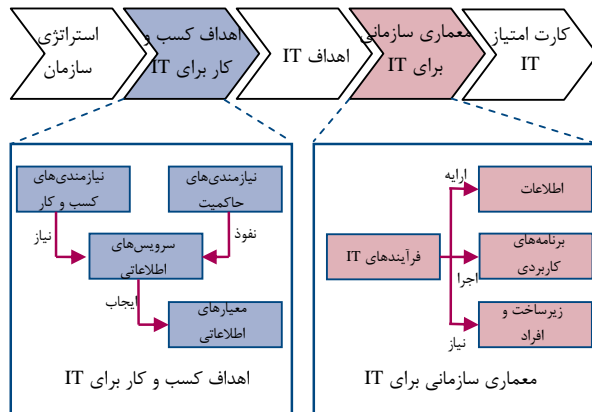 استراتژی
سازمان
اهداف کسب و
کار برای IT
اهداف IT
معماری سازمانی
برای IT
کارت امتیاز
IT
نیازمندی‌های
کسب و کار
نیازمندی‌های
حاکمیت
نیاز
نفوذ
سرویس‌های
اطلاعاتی
ایجاب
معیارهای
اطلاعاتی
اهداف کسب و کار برای IT
ارایه
اطلاعات
فرآیندهای IT
برنامه‌های
کاربردی
اجرا
زیرساخت و
افراد
نیاز
معماری سازمانی برای IT